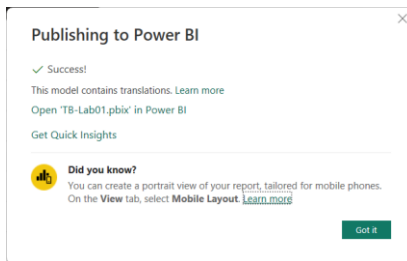 Publishing to Power BI
Success!
This model contains translations. Learn more
Open 'TB-Lab01.pbix' in Power BI
Get Quick Insights
Did you know?
You can create a portrait view of your report, tailored for mobile phones.
On the View tab, select Mobile Layout. Learn more
Got it